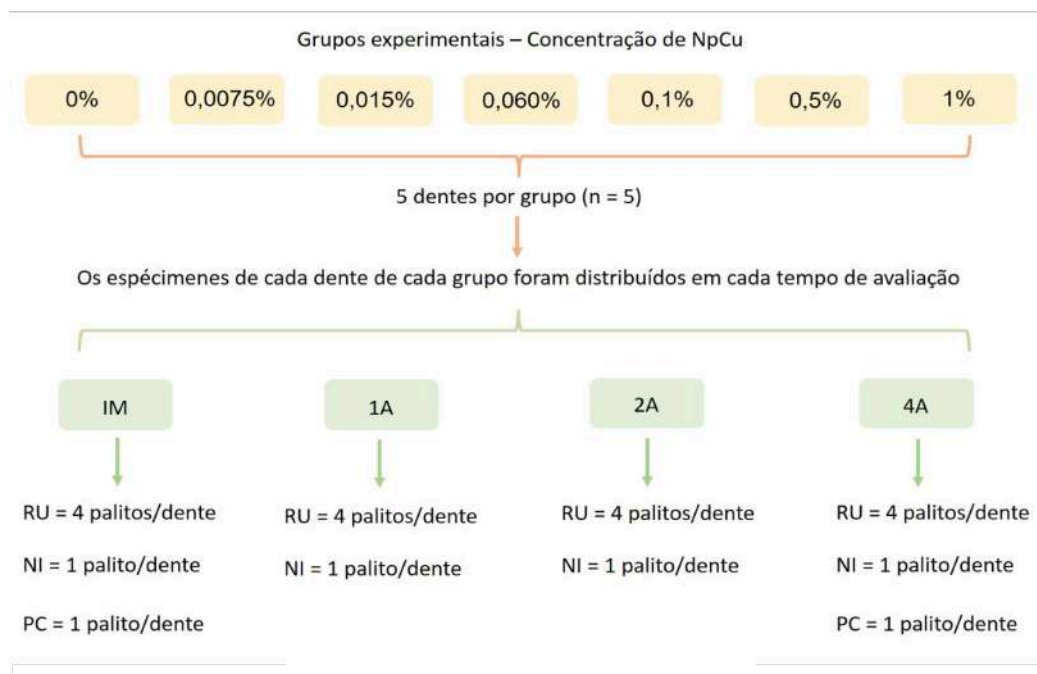 Grupos experimentais – Concentração de NpCu
0% 0,0075% 0,015% 0,060% 0,1% 0,5% 1%
5 dentes por grupo (n = 5)
Os espécimenes de cada dente de cada grupo foram distribuídos em cada tempo de avaliação
IM 1A 2A 4A
RU = 4 palitos/dente RU = 4 palitos/dente RU = 4 palitos/dente RU = 4 palitos/dente
NI = 1 palito/dente NI = 1 palito/dente NI = 1 palito/dente NI = 1 palito/dente
PC = 1 palito/dente PC = 1 palito/dente